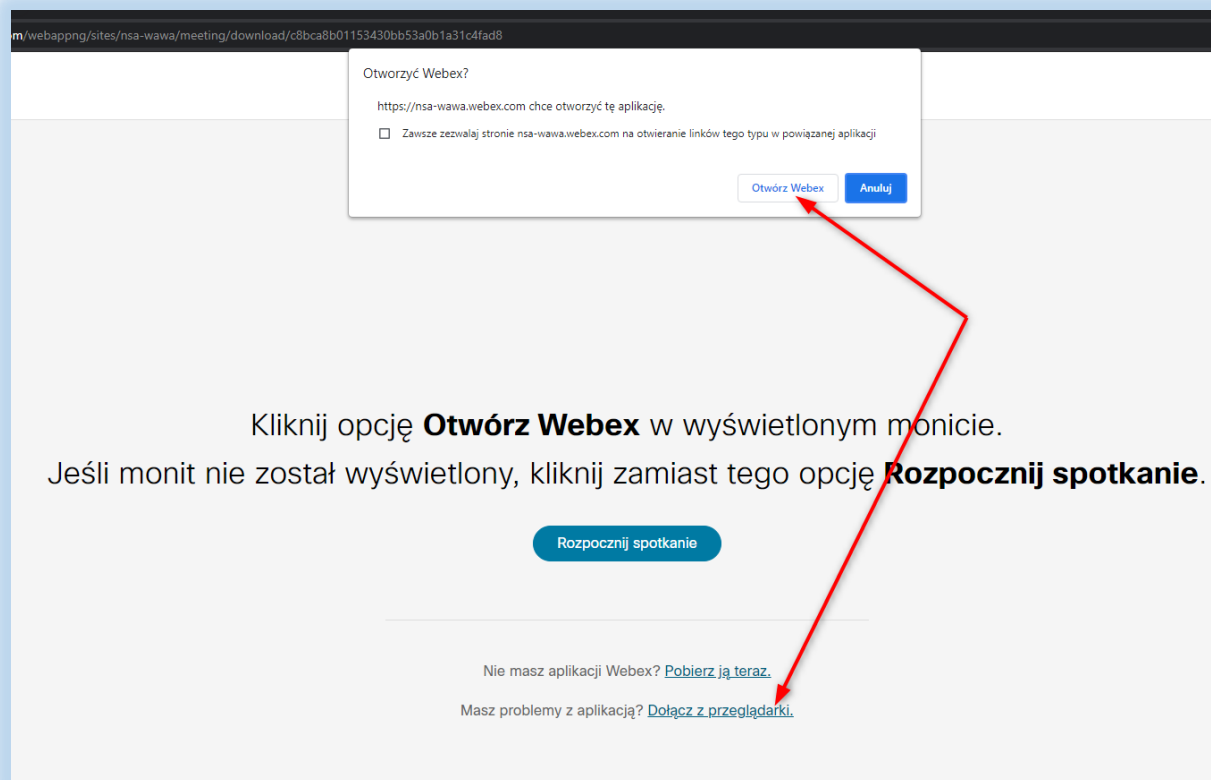 om/webappng/sites/nsa-wawa/meeting/download/c8bca8b01153430bb53a0b1a31c4fad8
Otworzyć Webex?
https://nsa-wawa.webex.com chce otworzyć tę aplikację.
Zawsze zezwalaj stronie nsa-wawa.webex.com na otwieranie linków tego typu w powiązanej aplikacji
Otwórz Webex Anuluj
Kliknij opcję Otwórz Webex w wyświetlonym monicie.
Jeśli monit nie został wyświetlony, kliknij zamiast tego opcję Rozpocznij spotkanie.
Rozpocznij spotkanie
Nie masz aplikacji Webex? Pobierz ją teraz.
Masz problemy z aplikacją? Dołącz z przeglądarki.